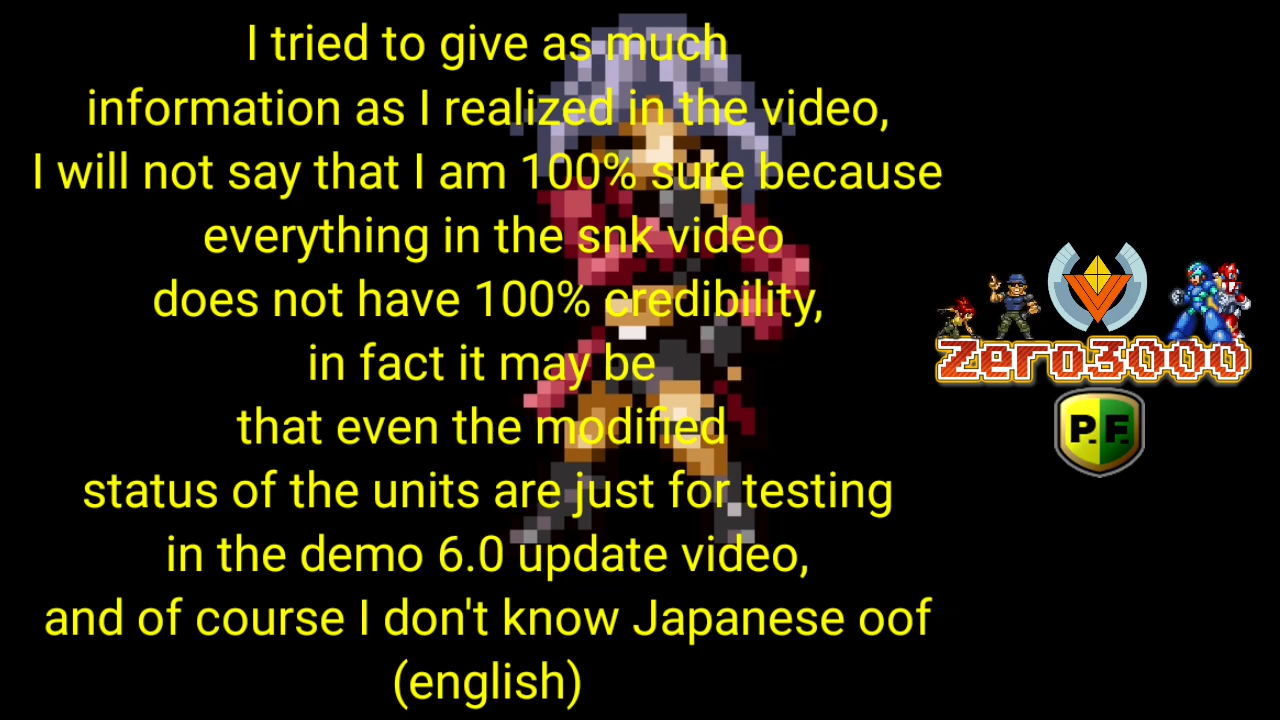 I tried to give as much
information as I realized in the video,
I will not say that I am 100% sure because
everything in the snk video
does not have 100% credibility,
in fact it may be
that even the modified
status of the units are just for testing
in the demo 6.0 update video,
and of course I don't know Japanese oof
(english)
Zero3000
P.F.